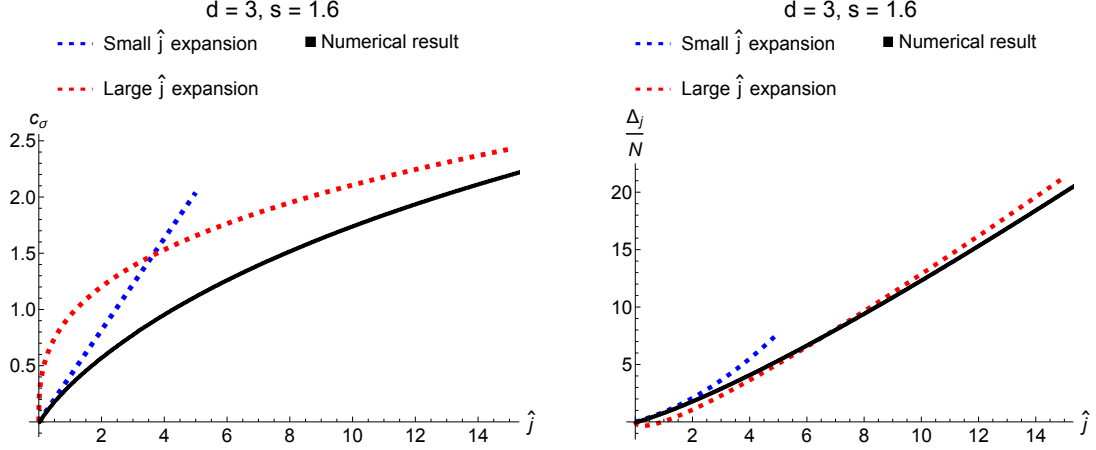 d = 3, s = 1.6
Small ĵ expansion
Numerical result
Large ĵ expansion
c_σ
2.5
2.0
1.5
1.0
0.5
2 4 6 8 10 12 14
ĵ
d = 3, s = 1.6
Small ĵ expansion
Numerical result
Large ĵ expansion
Δ_j
N
20
15
10
5
2 4 6 8 10 12 14
ĵ